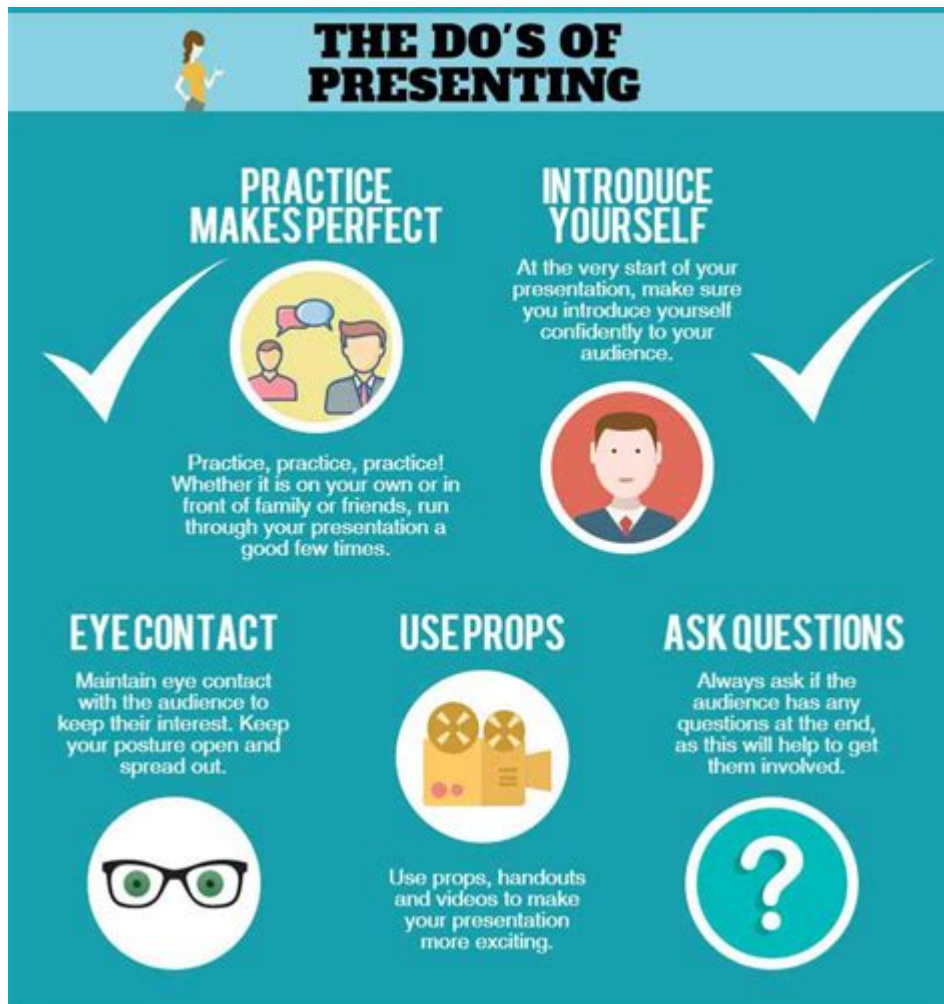 THE DO'S OF
PRESENTING
PRACTICE
MAKES PERFECT
Practice, practice, practice!
Whether it is on your own or in
front of family or friends, run
through your presentation a
good few times.
INTRODUCE
YOURSELF
At the very start of your
presentation, make sure
you introduce yourself
confidently to your
audience.
EYE CONTACT
Maintain eye contact
with the audience to
keep their interest. Keep
your posture open and
spread out.
USE PROPS
Use props, handouts
and videos to make
your presentation
more exciting.
ASK QUESTIONS
Always ask if the
audience has any
questions at the end,
as this will help to get
them involved.
?